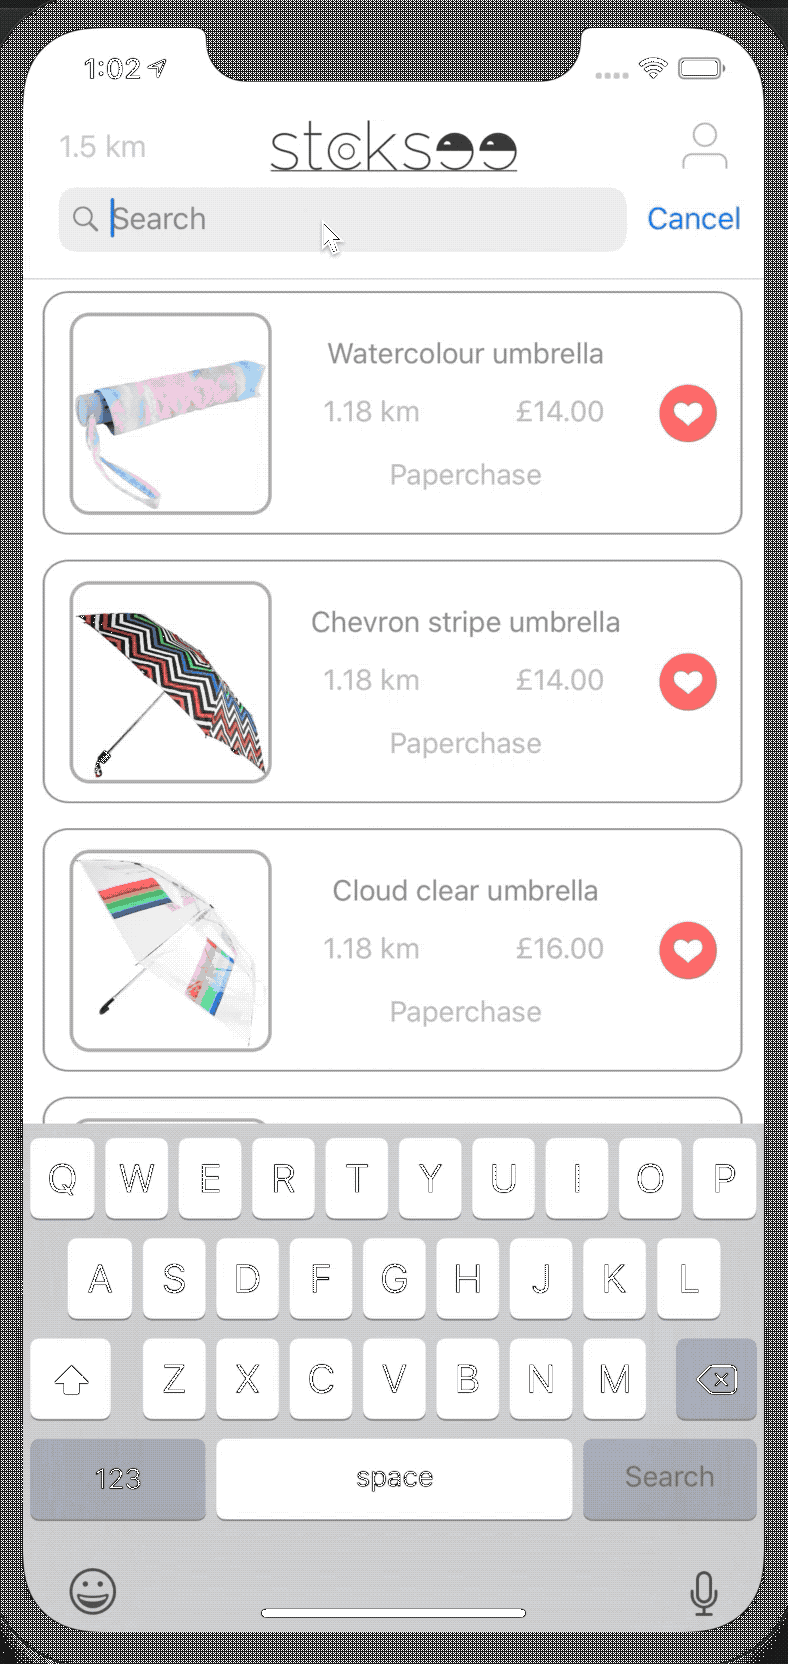 1:02
1.5 km
stoksee
Search
Cancel
Watercolour umbrella
1.18 km £14.00
Paperchase
Chevron stripe umbrella
1.18 km £14.00
Paperchase
Cloud clear umbrella
1.18 km £16.00
Paperchase
Q W E R T Y U I O P
A S D F G H J K L
Z X C V B N M
123 space Search